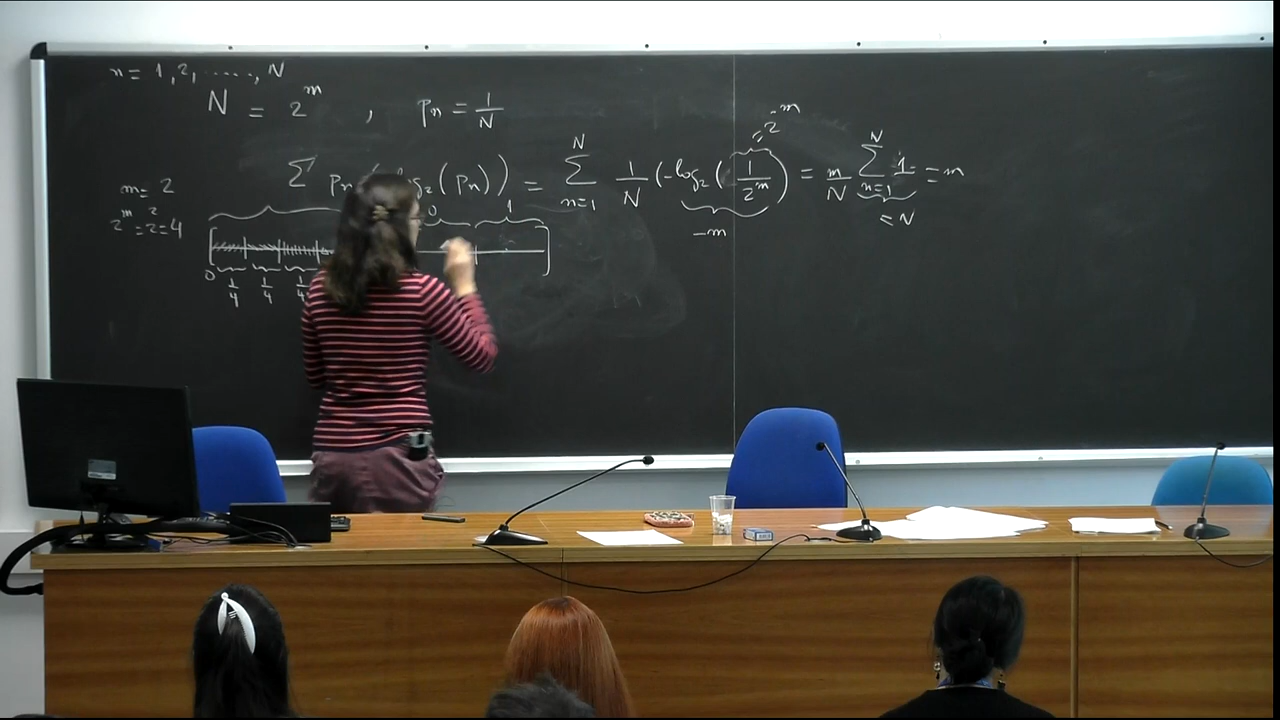 n = 1, 2, ....., N
N = 2^m , p_n = 1/N
Σ p_n (-log_2(p_n)) = Σ_{n=1}^{N} 1/N (-log_2(1/2^m)) = m/N Σ_{n=1}^{N} 1 = m
= 2^{-m}
-m
= N
m = 2
2^m = 2^2 = 4
0 1
0
1/4 1/4 1/4